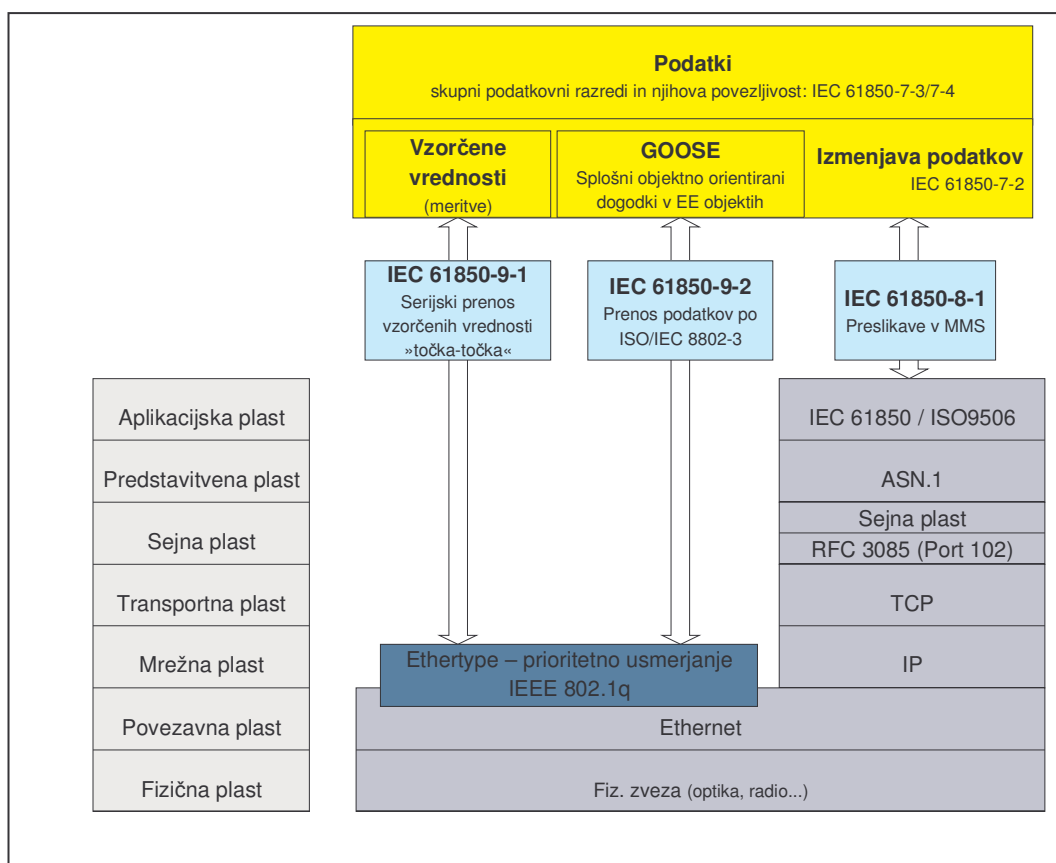 Podatki
skupni podatkovni razredi in njihova povezljivost: IEC 61850-7-3/7-4
Vzorčene
vrednosti
(meritve)
GOOSE
Splošni objektno orientirani
dogodki v EE objektih
Izmenjava podatkov
IEC 61850-7-2
IEC 61850-9-1
Serijski prenos
vzorčenih vrednosti
»točka-točka«
IEC 61850-9-2
Prenos podatkov po
ISO/IEC 8802-3
IEC 61850-8-1
Preslikave v MMS
Aplikacijska plast
IEC 61850 / ISO9506
Predstavitvena plast
ASN.1
Sejna plast
Sejna plast
RFC 3085 (Port 102)
Transportna plast
TCP
Mrežna plast
Ethertype – prioritetno usmerjanje
IEEE 802.1q
IP
Povezavna plast
Ethernet
Fizična plast
Fiz. zveza (optika, radio...)